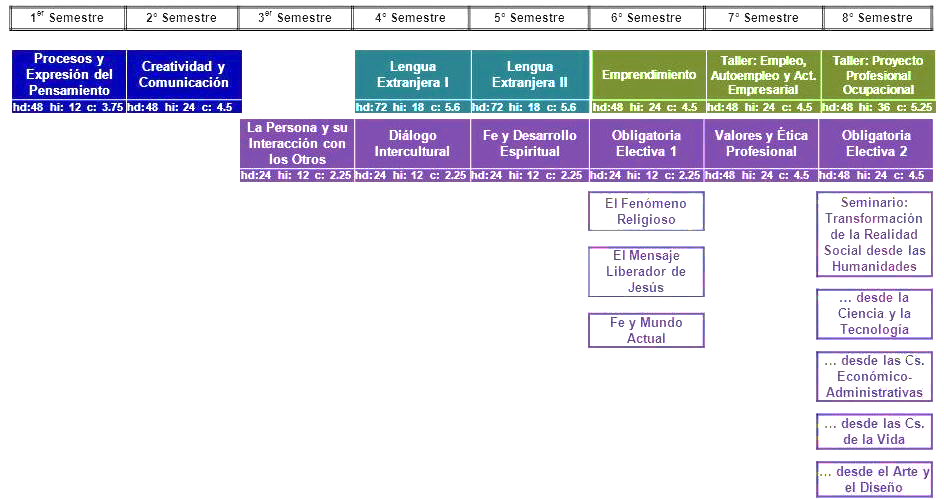 1er Semestre
2° Semestre
3er Semestre
4° Semestre
5° Semestre
6° Semestre
7° Semestre
8° Semestre
Procesos y
Expresión del
Pensamiento
hd:48 hi: 12 c: 3.75
Creatividad y
Comunicación
hd:48 hi: 24 c: 4.5
Lengua
Extranjera I
hd:72 hi: 18 c: 5.6
Lengua
Extranjera II
hd:72 hi: 18 c: 5.6
Emprendimiento
hd:48 hi: 24 c: 4.5
Taller: Empleo,
Autoempleo y Act.
Empresarial
hd:48 hi: 24 c: 4.5
Taller: Proyecto
Profesional
Ocupacional
hd:48 hi: 36 c: 5.25
La Persona y su
Interacción con
los Otros
hd:24 hi: 12 c: 2.25
Diálogo
Intercultural
hd:24 hi: 12 c: 2.25
Fe y Desarrollo
Espiritual
hd:24 hi: 12 c: 2.25
Obligatoria
Electiva 1
hd:24 hi: 12 c: 2.25
Valores y Ética
Profesional
hd:48 hi: 24 c: 4.5
Obligatoria
Electiva 2
hd:48 hi: 24 c: 4.5
El Fenómeno
Religioso
El Mensaje
Liberador de
Jesús
Fe y Mundo
Actual
Seminario:
Transformación
de la Realidad
Social desde las
Humanidades
... desde la
Ciencia y la
Tecnología
... desde las Cs.
Económico-
Administrativas
... desde las Cs.
de la Vida
... desde el Arte y
el Diseño